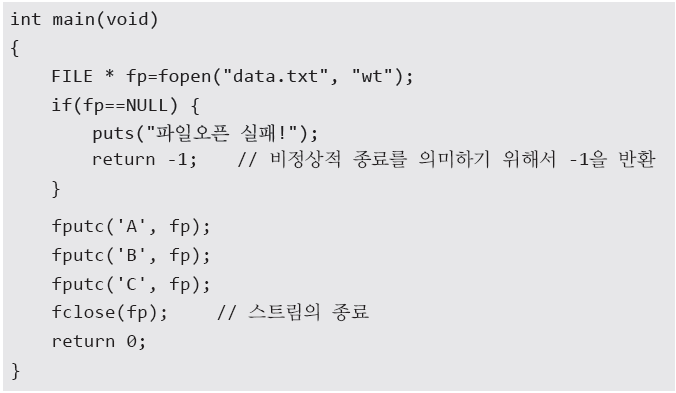 int main(void)
{
    FILE * fp=fopen("data.txt", "wt");
    if(fp==NULL) {
        puts("파일오픈 실패!");
        return -1;    // 비정상적 종료를 의미하기 위해서 -1을 반환
    }
    fputc('A', fp);
    fputc('B', fp);
    fputc('C', fp);
    fclose(fp);    // 스트림의 종료
    return 0;
}